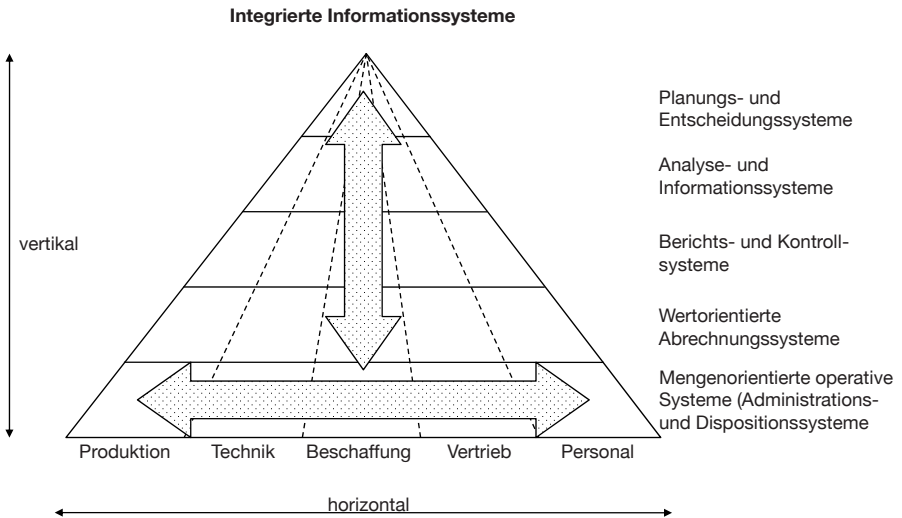 Integrierte Informationssysteme
Planungs- und
Entscheidungssysteme
Analyse- und
Informationssysteme
vertikal
Berichts- und Kontroll-
systeme
Wertorientierte
Abrechnungssysteme
Mengenorientierte operative
Systeme (Administrations-
und Dispositionssysteme
Produktion
Technik
Beschaffung
Vertrieb
Personal
horizontal